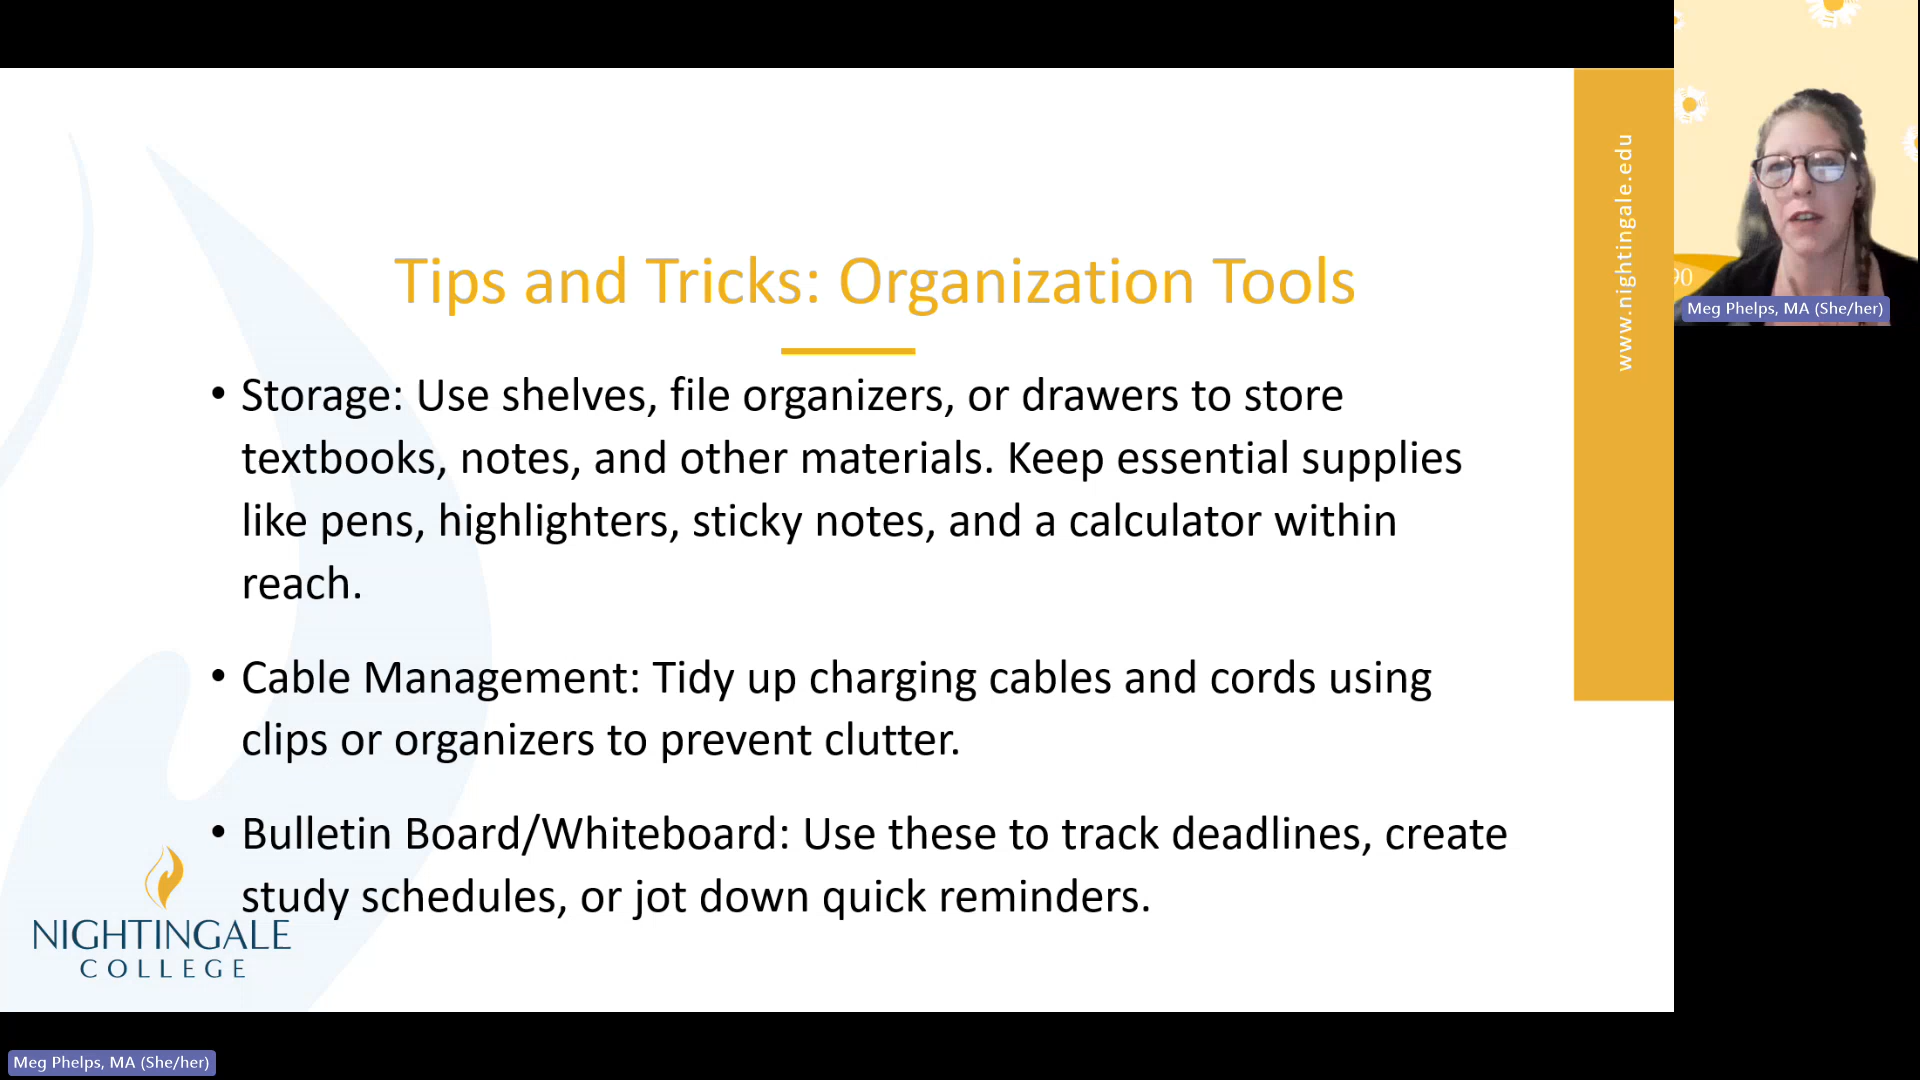 Tips and Tricks: Organization Tools
• Storage: Use shelves, file organizers, or drawers to store
textbooks, notes, and other materials. Keep essential supplies
like pens, highlighters, sticky notes, and a calculator within
reach.
• Cable Management: Tidy up charging cables and cords using
clips or organizers to prevent clutter.
• Bulletin Board/Whiteboard: Use these to track deadlines, create
study schedules, or jot down quick reminders.
NIGHTINGALE
COLLEGE
www.nightingale.edu
90
Meg Phelps, MA (She/her)
Meg Phelps, MA (She/her)